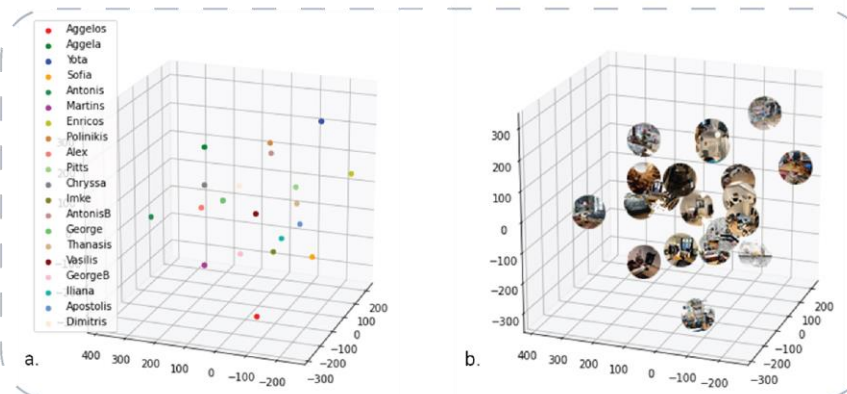 Aggelos
Aggela
Yota
Sofia
Antonis
Martins
Enricos
Polinikis
Alex
Pitts
Chryssa
Imke
AntonisB
George
Thanasis
Vasilis
GeorgeB
Iliana
Apostolis
Dimitris
400 300 200 100 0 −100 −200 −300
−200
−100
0
100
200
a.
300
200
100
0
−100
−200
−300
400 300 200 100 0 −100 −200 −300
−200
−100
0
100
200
b.